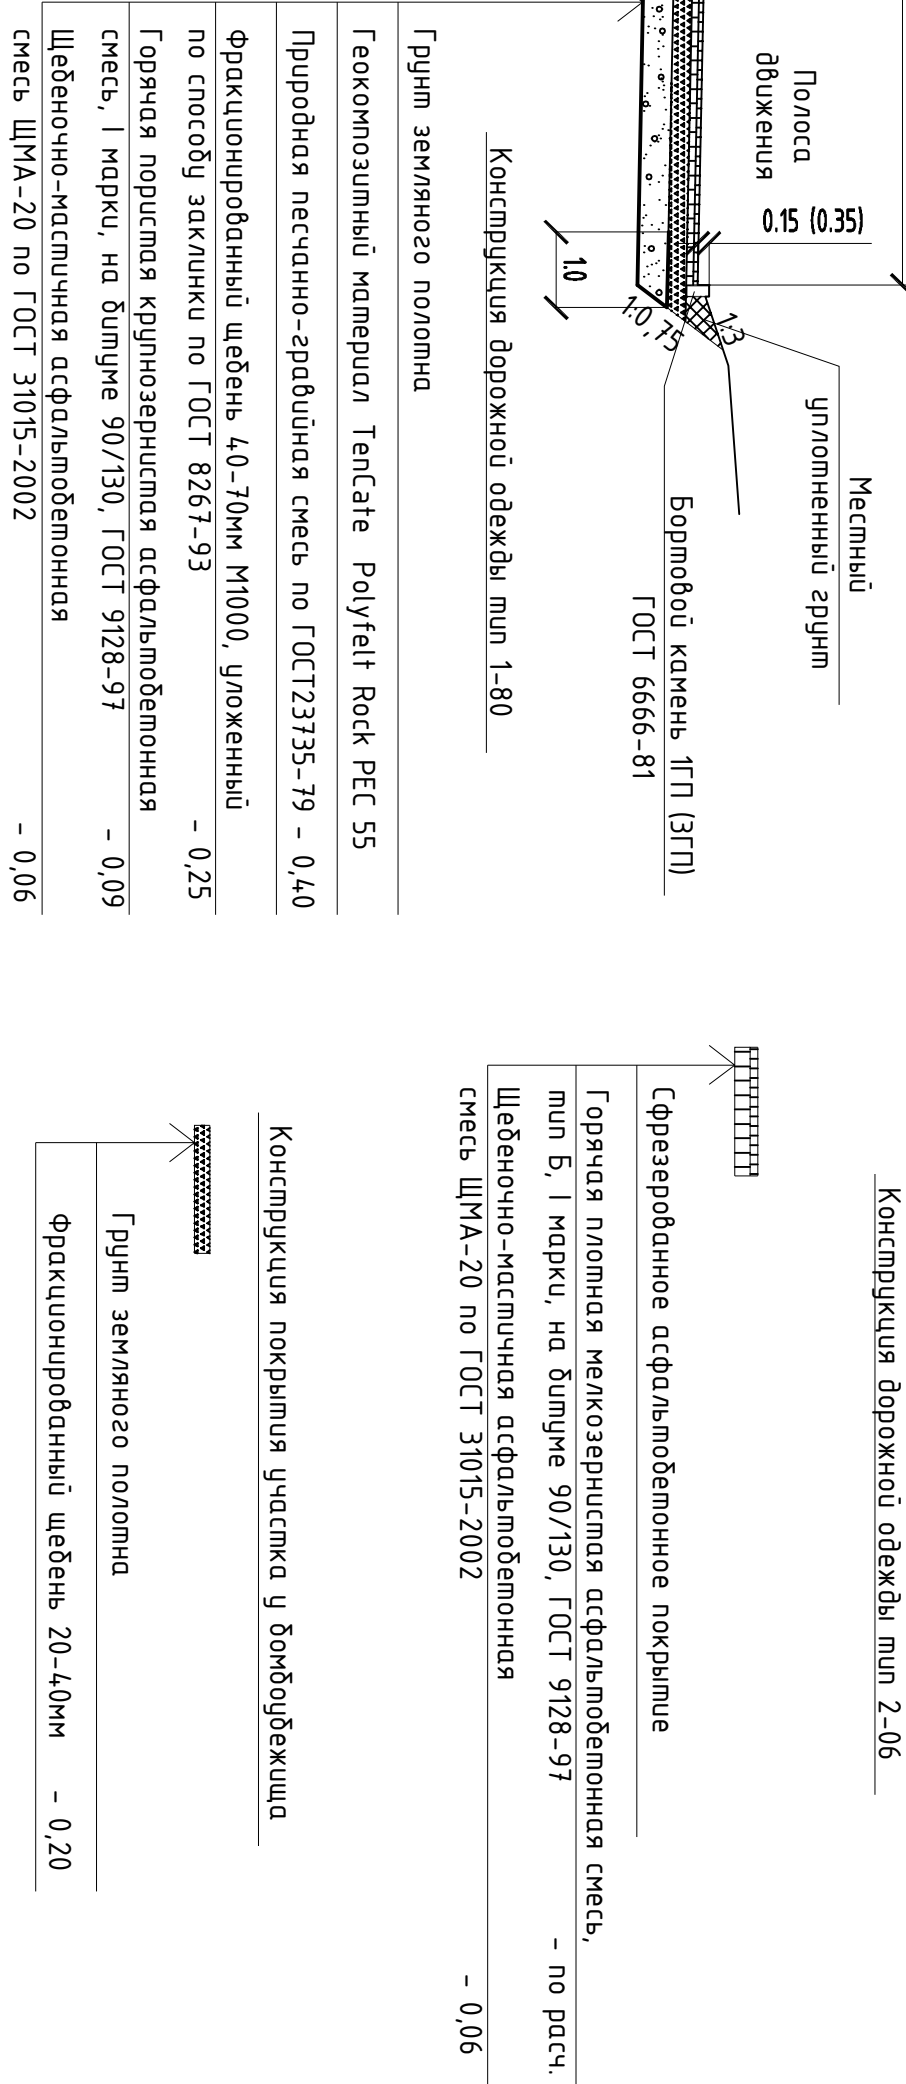 Полоса
движения
0.15 (0.35)
1.0
1:0,75
1:3
Местный
уплотненный грунт
Бортовой камень 1ГП (3ГП)
ГОСТ 6666-81
Конструкция дорожной одежды тип 1-80
Грунт земляного полотна
Геокомпозитный материал TenCate Polyfelt Rock PEC 55
Природная песчанно-гравийная смесь по ГОСТ23735-79 - 0,40
Фракционированный щебень 40-70мм М1000, уложенный
по способу заклинки по ГОСТ 8267-93 - 0,25
Горячая пористая крупнозернистая асфальтобетонная
смесь, I марки, на битуме 90/130, ГОСТ 9128-97 - 0,09
Щебеночно-мастичная асфальтобетонная
смесь ЩМА-20 по ГОСТ 31015-2002 - 0,06
Конструкция дорожной одежды тип 2-06
Сфрезерованное асфальтобетонное покрытие
Горячая плотная мелкозернистая асфальтобетонная смесь,
тип Б, I марки, на битуме 90/130, ГОСТ 9128-97 - по расч.
Щебеночно-мастичная асфальтобетонная
смесь ЩМА-20 по ГОСТ 31015-2002 - 0,06
Конструкция покрытия участка у бомбоубежища
Грунт земляного полотна
Фракционированный щебень 20-40мм - 0,20